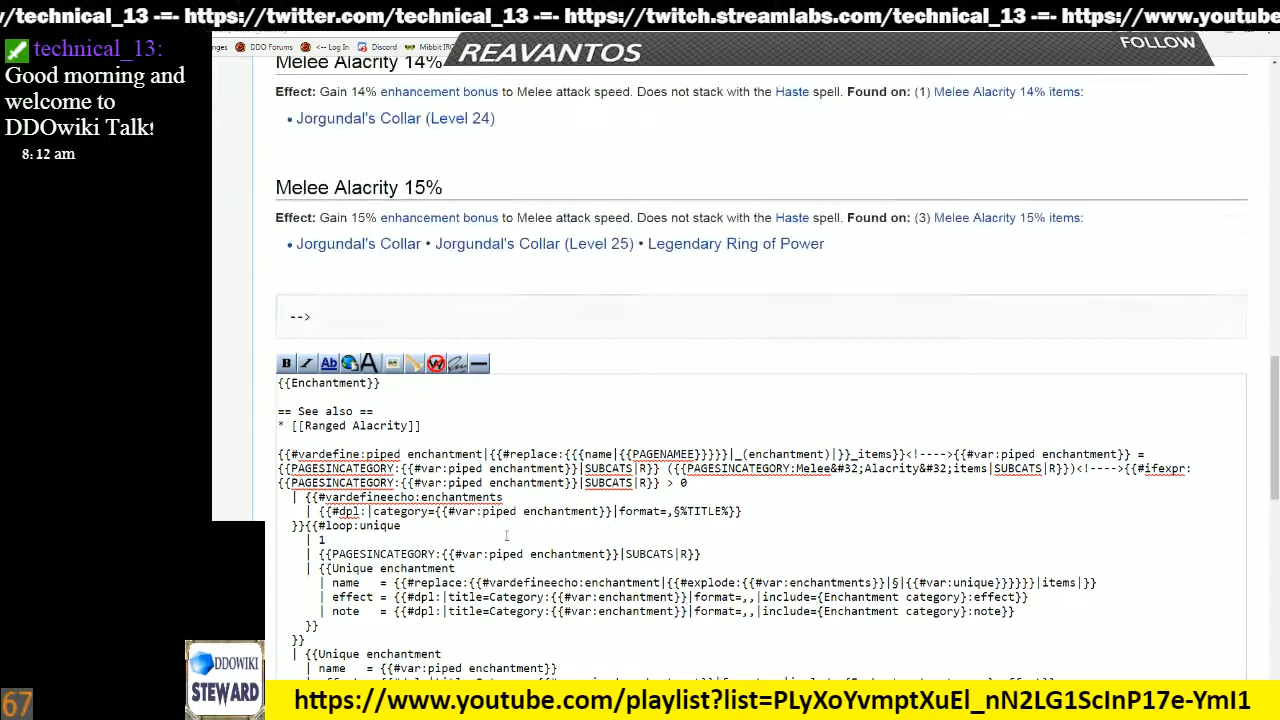 /technical_13 -=- https://twitter.com/technical_13 -=- https://twitch.streamlabs.com/technical_13 -=- https://www.youtube
technical_13:
Good morning and
welcome to
DDOwiki Talk!
8:12 am
nges DDO Forums <-- Log In Discord Mibbit IRC
REAVANTOS
FOLLOW
Melee Alacrity 14%
Effect: Gain 14% enhancement bonus to Melee attack speed. Does not stack with the Haste spell. Found on: (1) Melee Alacrity 14% items:
• Jorgundal's Collar (Level 24)
Melee Alacrity 15%
Effect: Gain 15% enhancement bonus to Melee attack speed. Does not stack with the Haste spell. Found on: (3) Melee Alacrity 15% items:
• Jorgundal's Collar • Jorgundal's Collar (Level 25) • Legendary Ring of Power
-->
B I Ab A W
{{Enchantment}}
== See also ==
* [[Ranged Alacrity]]
{{#vardefine:piped enchantment|{{#replace:{{{name|{{PAGENAMEE}}}}}|_(enchantment)|}}_items}}<!---->{{#var:piped enchantment}} =
{{PAGESINCATEGORY:{{#var:piped enchantment}}|SUBCATS|R}} ({{PAGESINCATEGORY:Melee&#32;Alacrity&#32;items|SUBCATS|R}})<!---->{{#ifexpr:
{{PAGESINCATEGORY:{{#var:piped enchantment}}|SUBCATS|R}} > 0
| {{#vardefineecho:enchantments
| {{#dpl:|category={{#var:piped enchantment}}|format=,§%TITLE%}}
}}{{#loop:unique
| 1
| {{PAGESINCATEGORY:{{#var:piped enchantment}}|SUBCATS|R}}
| {{Unique enchantment
| name = {{#replace:{{#vardefineecho:enchantment|{{#explode:{{#var:enchantments}}|§|{{#var:unique}}}}}}|items|}}
| effect = {{#dpl:|title=Category:{{#var:enchantment}}|format=,,|include={Enchantment category}:effect}}
| note = {{#dpl:|title=Category:{{#var:enchantment}}|format=,,|include={Enchantment category}:note}}
}}
}}
| {{Unique enchantment
| name = {{#var:piped enchantment}}
DDOWIKI
STEWARD
67
https://www.youtube.com/playlist?list=PLyXoYvmptXuEl_nN2LG1ScInP17e-YmI1